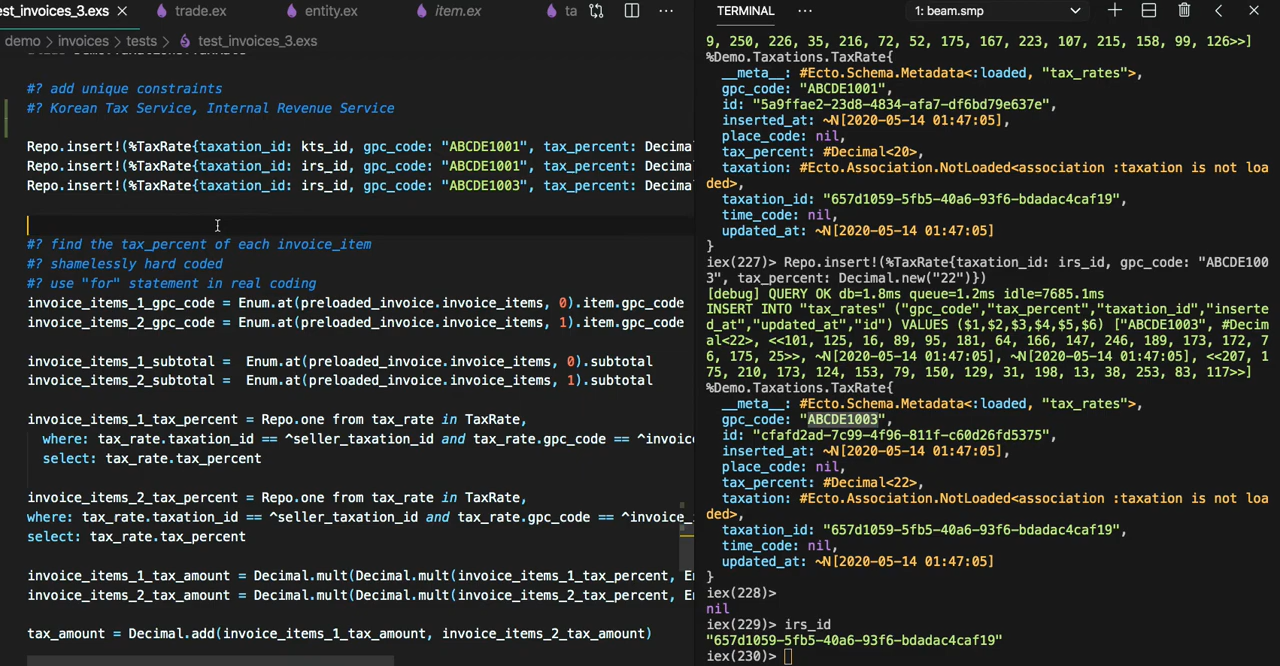 est_invoices_3.exs
trade.ex
entity.ex
item.ex
ta
demo > invoices > tests > test_invoices_3.exs
#? add unique constraints
#? Korean Tax Service, Internal Revenue Service
Repo.insert!(%TaxRate{taxation_id: kts_id, gpc_code: "ABCDE1001", tax_percent: Decima
Repo.insert!(%TaxRate{taxation_id: irs_id, gpc_code: "ABCDE1001", tax_percent: Decima
Repo.insert!(%TaxRate{taxation_id: irs_id, gpc_code: "ABCDE1003", tax_percent: Decima
#? find the tax_percent of each invoice_item
#? shamelessly hard coded
#? use "for" statement in real coding
invoice_items_1_gpc_code = Enum.at(preloaded_invoice.invoice_items, 0).item.gpc_code
invoice_items_2_gpc_code = Enum.at(preloaded_invoice.invoice_items, 1).item.gpc_code
invoice_items_1_subtotal =  Enum.at(preloaded_invoice.invoice_items, 0).subtotal
invoice_items_2_subtotal =  Enum.at(preloaded_invoice.invoice_items, 1).subtotal
invoice_items_1_tax_percent = Repo.one from tax_rate in TaxRate,
where: tax_rate.taxation_id == ^seller_taxation_id and tax_rate.gpc_code == ^invoic
select: tax_rate.tax_percent
invoice_items_2_tax_percent = Repo.one from tax_rate in TaxRate,
where: tax_rate.taxation_id == ^seller_taxation_id and tax_rate.gpc_code == ^invoice_
select: tax_rate.tax_percent
invoice_items_1_tax_amount = Decimal.mult(Decimal.mult(invoice_items_1_tax_percent, En
invoice_items_2_tax_amount = Decimal.mult(Decimal.mult(invoice_items_2_tax_percent, En
tax_amount = Decimal.add(invoice_items_1_tax_amount, invoice_items_2_tax_amount)
TERMINAL
1: beam.smp
9, 250, 226, 35, 216, 72, 52, 175, 167, 223, 107, 215, 158, 99, 126>>]
%Demo.Taxations.TaxRate{
__meta__: #Ecto.Schema.Metadata<:loaded, "tax_rates">,
gpc_code: "ABCDE1001",
id: "5a9ffae2-23d8-4834-afa7-df6bd79e637e",
inserted_at: ~N[2020-05-14 01:47:05],
place_code: nil,
tax_percent: #Decimal<20>,
taxation: #Ecto.Association.NotLoaded<association :taxation is not loa
ded>,
taxation_id: "657d1059-5fb5-40a6-93f6-bdadac4caf19",
time_code: nil,
updated_at: ~N[2020-05-14 01:47:05]
}
iex(227)> Repo.insert!(%TaxRate{taxation_id: irs_id, gpc_code: "ABCDE100
3", tax_percent: Decimal.new("22")})
[debug] QUERY OK db=1.8ms queue=1.2ms idle=7685.1ms
INSERT INTO "tax_rates" ("gpc_code","tax_percent","taxation_id","inserte
d_at","updated_at","id") VALUES ($1,$2,$3,$4,$5,$6) ["ABCDE1003", #Decim
al<22>, <<101, 125, 16, 89, 95, 181, 64, 166, 147, 246, 189, 173, 172, 7
6, 175, 25>>, ~N[2020-05-14 01:47:05], ~N[2020-05-14 01:47:05], <<207, 1
75, 210, 173, 124, 153, 79, 150, 129, 31, 198, 13, 38, 253, 83, 117>>]
%Demo.Taxations.TaxRate{
__meta__: #Ecto.Schema.Metadata<:loaded, "tax_rates">,
gpc_code: "ABCDE1003",
id: "cfafd2ad-7c99-4f96-811f-c60d26fd5375",
inserted_at: ~N[2020-05-14 01:47:05],
place_code: nil,
tax_percent: #Decimal<22>,
taxation: #Ecto.Association.NotLoaded<association :taxation is not loa
ded>,
taxation_id: "657d1059-5fb5-40a6-93f6-bdadac4caf19",
time_code: nil,
updated_at: ~N[2020-05-14 01:47:05]
}
iex(228)>
nil
iex(229)> irs_id
"657d1059-5fb5-40a6-93f6-bdadac4caf19"
iex(230)>